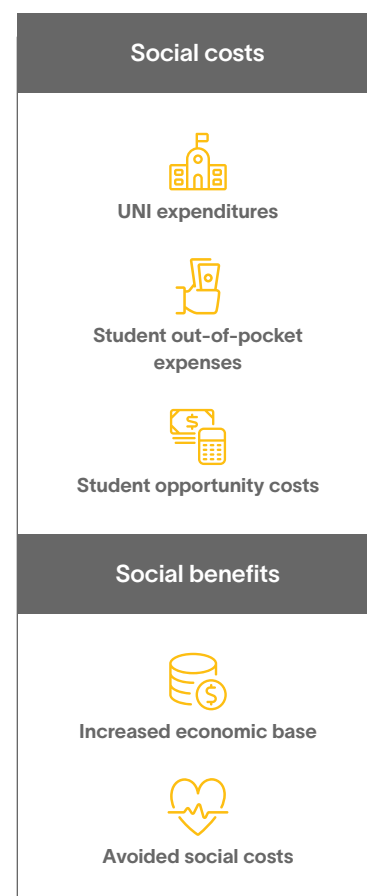 Social costs
UNI expenditures
Student out-of-pocket
expenses
$
Student opportunity costs
Social benefits
$
Increased economic base
Avoided social costs